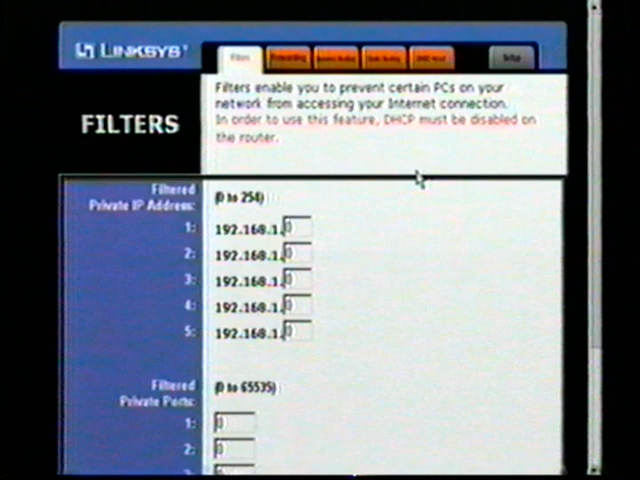 LINKSYS®
Filters
Forwarding
Setup
FILTERS
Filters enable you to prevent certain PCs on your
network from accessing your Internet connection.
In order to use this feature, DHCP must be disabled on
the router.
Filtered
Private IP Address:
(0 to 254)
1: 192.168.1. 0
2: 192.168.1. 0
3: 192.168.1. 0
4: 192.168.1. 0
5: 192.168.1. 0
Filtered
Private Ports:
(0 to 65535)
1: 0
2: 0